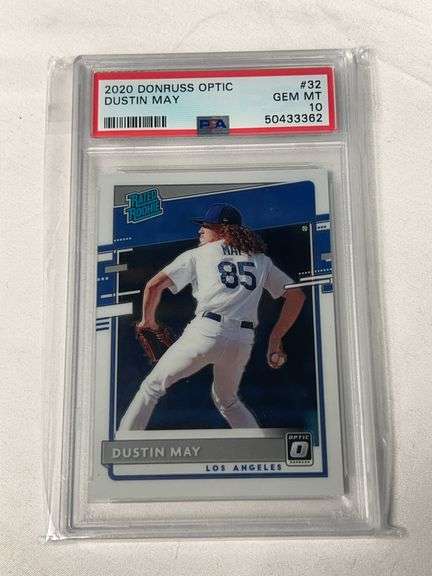 2020 DONRUSS OPTIC #32
DUSTIN MAY GEM MT
10
PSA 50433362
RATED
ROOKIE
MAY
85
DUSTIN MAY
OPTIC
LOS ANGELES